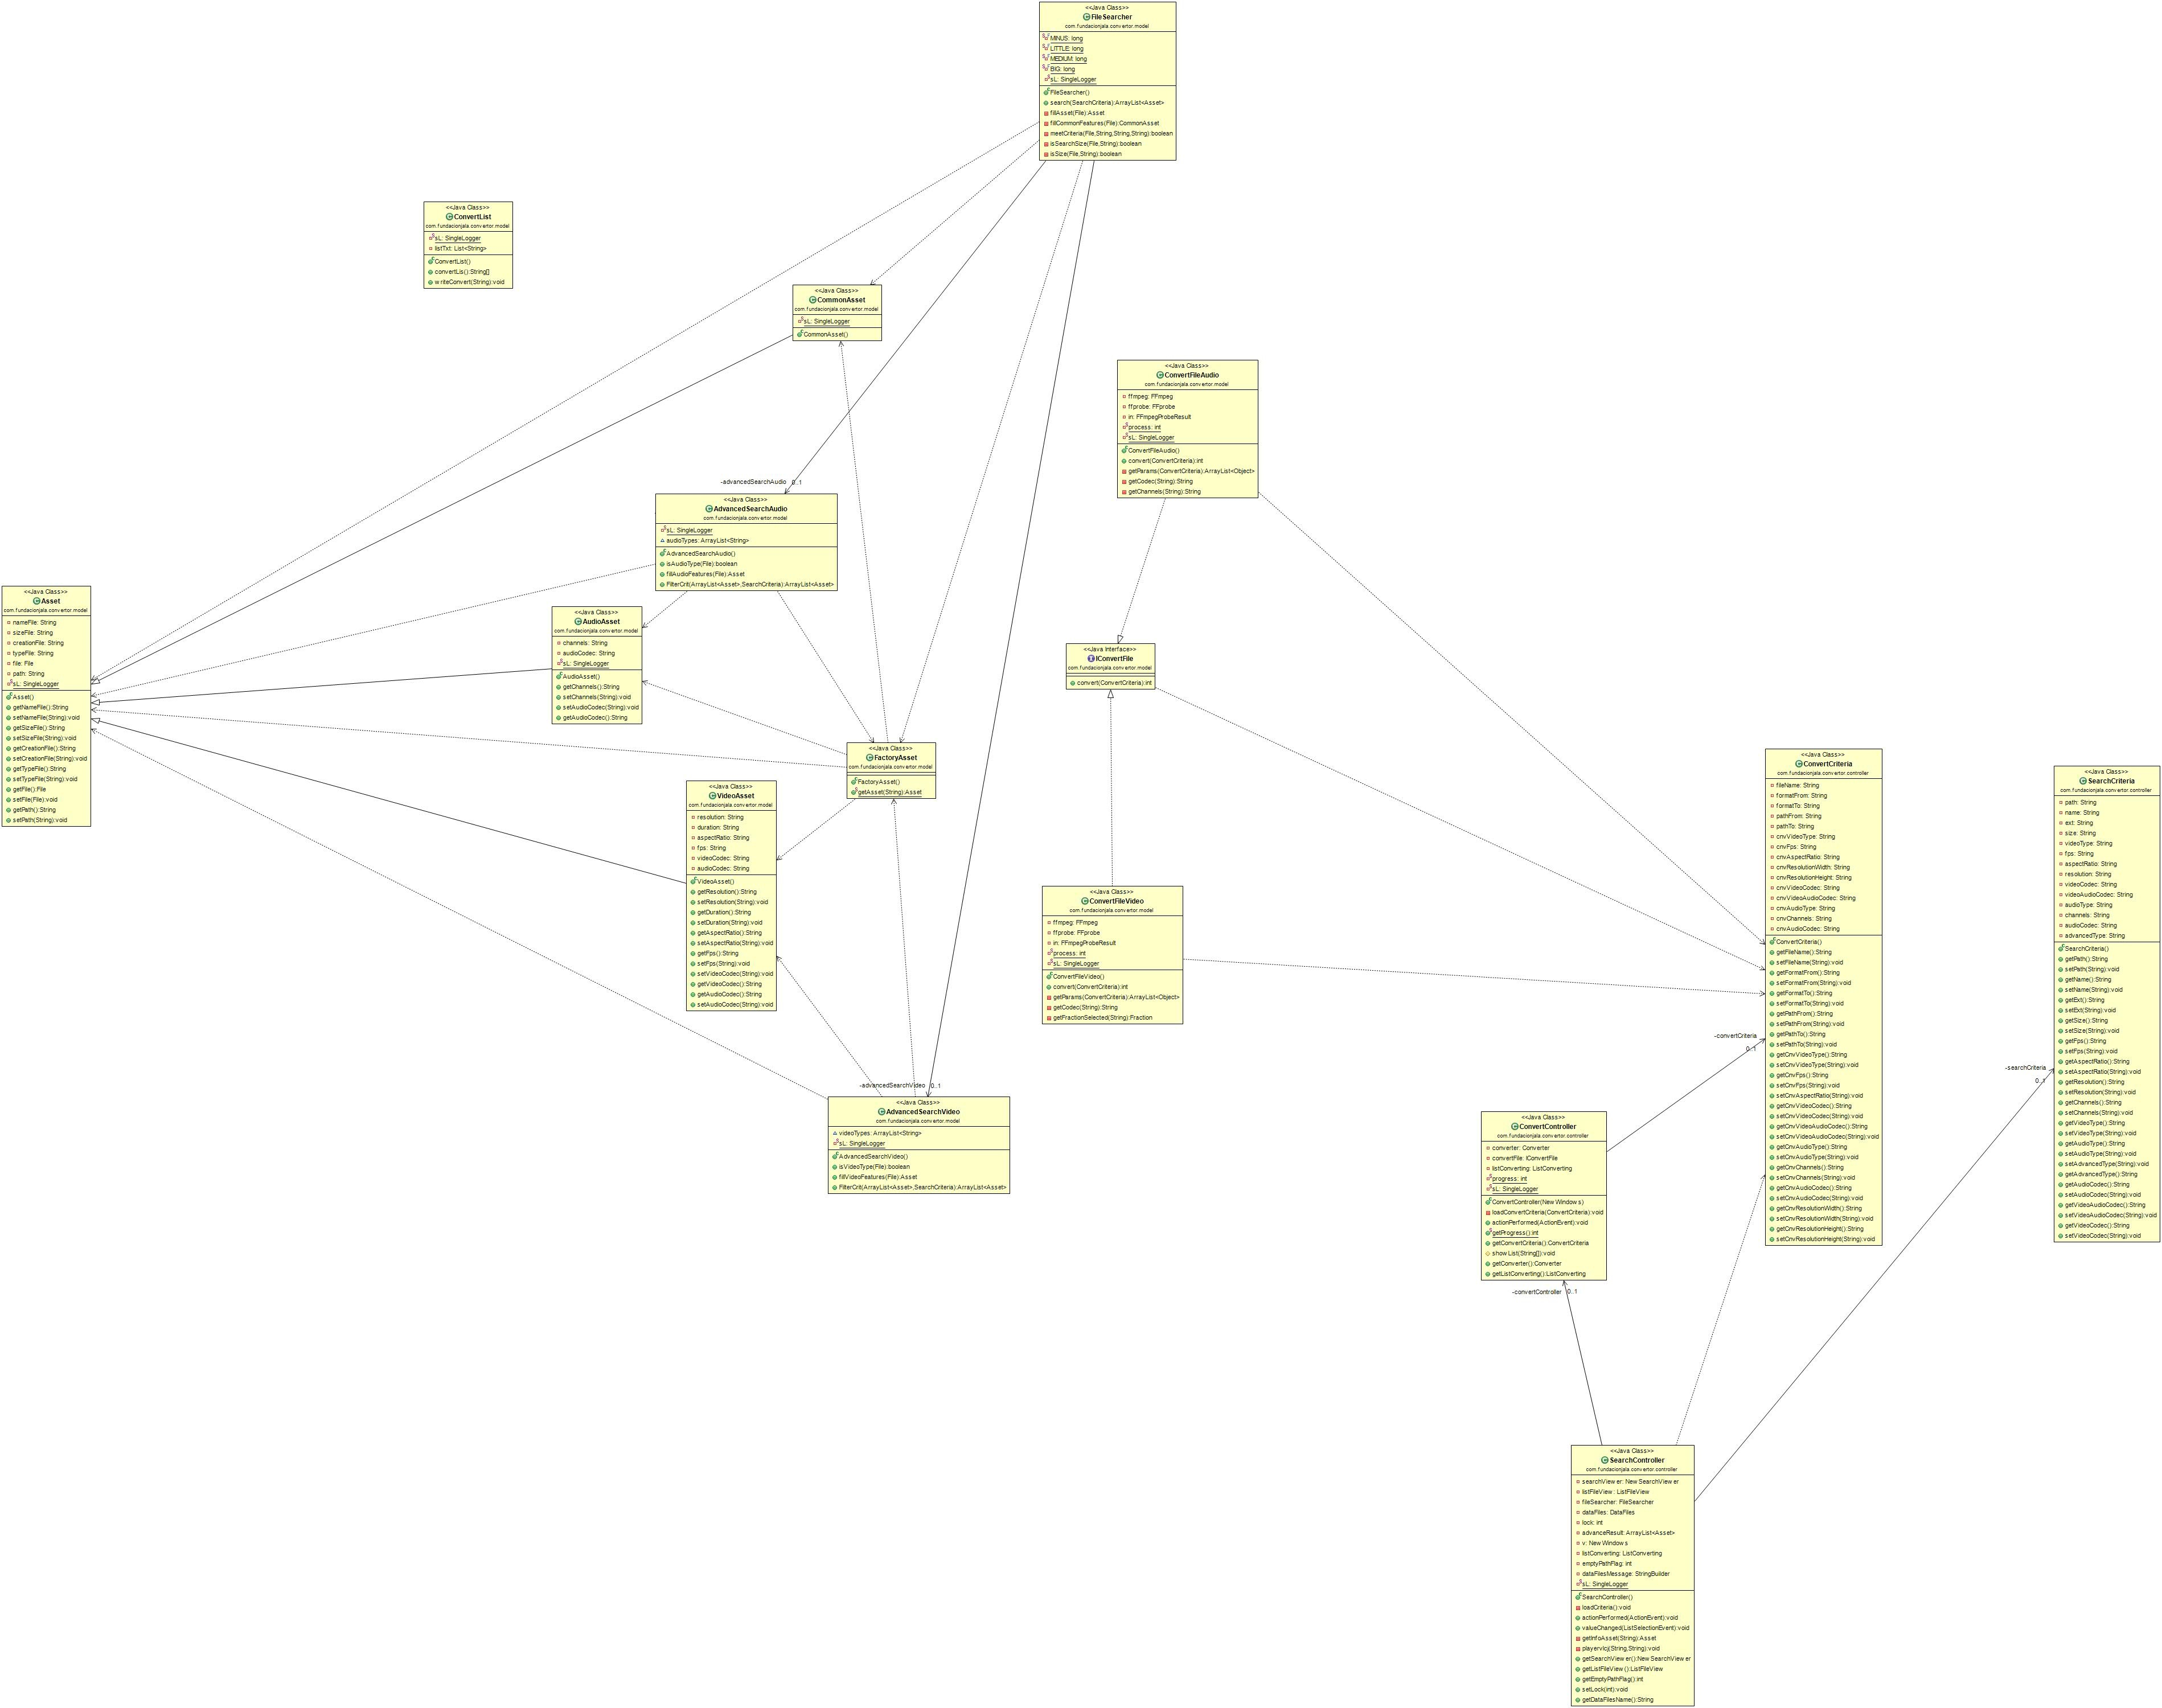 <<Java Class>>
FileSearcher
com.fundacionjala.convertor.model
MINUS: long
LITTLE: long
MEDIUM: long
BIG: long
sL: SingleLogger
FileSearcher()
search(SearchCriteria):ArrayList<Asset>
fillAsset(File):Asset
fillCommonFeatures(File):CommonAsset
meetCriteria(File,String,String,String):boolean
isSearchSize(File,String):boolean
isSize(File,String):boolean
<<Java Class>>
ConvertList
com.fundacionjala.convertor.model
sL: SingleLogger
listTxt: List<String>
ConvertList()
convertLis():String[]
writeConvert(String):void
<<Java Class>>
CommonAsset
com.fundacionjala.convertor.model
sL: SingleLogger
CommonAsset()
<<Java Class>>
ConvertFileAudio
com.fundacionjala.convertor.model
ffmpeg: FFmpeg
ffprobe: FFprobe
in: FFmpegProbeResult
process: int
sL: SingleLogger
ConvertFileAudio()
convert(ConvertCriteria):int
getParams(ConvertCriteria):ArrayList<Object>
getCodec(String):String
getChannels(String):String
-advancedSearchAudio 0..1
<<Java Class>>
AdvancedSearchAudio
com.fundacionjala.convertor.model
sL: SingleLogger
audioTypes: ArrayList<String>
AdvancedSearchAudio()
isAudioType(File):boolean
fillAudioFeatures(File):Asset
FilterCrit(ArrayList<Asset>,SearchCriteria):ArrayList<Asset>
<<Java Class>>
Asset
com.fundacionjala.convertor.model
nameFile: String
sizeFile: String
creationFile: String
typeFile: String
file: File
path: String
sL: SingleLogger
Asset()
getNameFile():String
setNameFile(String):void
getSizeFile():String
setSizeFile(String):void
getCreationFile():String
setCreationFile(String):void
getTypeFile():String
setTypeFile(String):void
getFile():File
setFile(File):void
getPath():String
setPath(String):void
<<Java Class>>
AudioAsset
com.fundacionjala.convertor.model
channels: String
audioCodec: String
sL: SingleLogger
AudioAsset()
getChannels():String
setChannels(String):void
setAudioCodec(String):void
getAudioCodec():String
<<Java Interface>>
IConvertFile
com.fundacionjala.convertor.model
convert(ConvertCriteria):int
<<Java Class>>
FactoryAsset
com.fundacionjala.convertor.model
FactoryAsset()
getAsset(String):Asset
<<Java Class>>
VideoAsset
com.fundacionjala.convertor.model
resolution: String
duration: String
aspectRatio: String
fps: String
videoCodec: String
audioCodec: String
VideoAsset()
getResolution():String
setResolution(String):void
getDuration():String
setDuration(String):void
getAspectRatio():String
setAspectRatio(String):void
getFps():String
setFps(String):void
setVideoCodec(String):void
getVideoCodec():String
getAudioCodec():String
setAudioCodec(String):void
<<Java Class>>
ConvertCriteria
com.fundacionjala.convertor.controller
fileName: String
formatFrom: String
formatTo: String
pathFrom: String
pathTo: String
cnvVideoType: String
cnvFps: String
cnvAspectRatio: String
cnvResolutionWidth: String
cnvResolutionHeight: String
cnvVideoCodec: String
cnvVideoAudioCodec: String
cnvAudioType: String
cnvChannels: String
cnvAudioCodec: String
ConvertCriteria()
getFileName():String
setFileName(String):void
getFormatFrom():String
setFormatFrom(String):void
getFormatTo():String
setFormatTo(String):void
getPathFrom():String
setPathFrom(String):void
getPathTo():String
setPathTo(String):void
getCnvVideoType():String
setCnvVideoType(String):void
getCnvFps():String
setCnvFps(String):void
setCnvAspectRatio(String):void
getCnvVideoCodec():String
setCnvVideoCodec(String):void
getCnvVideoAudioCodec():String
setCnvVideoAudioCodec(String):void
getCnvAudioType():String
setCnvAudioType(String):void
getCnvChannels():String
setCnvChannels(String):void
getCnvAudioCodec():String
setCnvAudioCodec(String):void
getCnvResolutionWidth():String
setCnvResolutionWidth(String):void
getCnvResolutionHeight():String
setCnvResolutionHeight(String):void
<<Java Class>>
SearchCriteria
com.fundacionjala.convertor.controller
path: String
name: String
ext: String
size: String
videoType: String
fps: String
aspectRatio: String
resolution: String
videoCodec: String
videoAudioCodec: String
audioType: String
channels: String
audioCodec: String
advancedType: String
SearchCriteria()
getPath():String
setPath(String):void
getName():String
setName(String):void
getExt():String
setExt(String):void
getSize():String
setSize(String):void
getFps():String
setFps(String):void
getAspectRatio():String
setAspectRatio(String):void
getResolution():String
setResolution(String):void
getChannels():String
setChannels(String):void
getVideoType():String
setVideoType(String):void
getAudioType():String
setAudioType(String):void
setAdvancedType(String):void
getAdvancedType():String
getAudioCodec():String
setAudioCodec(String):void
getVideoAudioCodec():String
setVideoAudioCodec(String):void
getVideoCodec():String
setVideoCodec(String):void
<<Java Class>>
ConvertFileVideo
com.fundacionjala.convertor.model
ffmpeg: FFmpeg
ffprobe: FFprobe
in: FFmpegProbeResult
process: int
sL: SingleLogger
ConvertFileVideo()
convert(ConvertCriteria):int
getParams(ConvertCriteria):ArrayList<Object>
getCodec(String):String
getFractionSelected(String):Fraction
-convertCriteria
0..1
-searchCriteria
0..1
-advancedSearchVideo 0..1
<<Java Class>>
AdvancedSearchVideo
com.fundacionjala.convertor.model
videoTypes: ArrayList<String>
sL: SingleLogger
AdvancedSearchVideo()
isVideoType(File):boolean
fillVideoFeatures(File):Asset
FilterCrit(ArrayList<Asset>,SearchCriteria):ArrayList<Asset>
<<Java Class>>
ConvertController
com.fundacionjala.convertor.controller
converter: Converter
convertFile: IConvertFile
listConverting: ListConverting
progress: int
sL: SingleLogger
ConvertController(NewWindows)
loadConvertCriteria(ConvertCriteria):void
actionPerformed(ActionEvent):void
getProgress():int
getConvertCriteria():ConvertCriteria
showList(String[]):void
getConverter():Converter
getListConverting():ListConverting
-convertController 0..1
<<Java Class>>
SearchController
com.fundacionjala.convertor.controller
searchViewer: NewSearchViewer
listFileView: ListFileView
fileSearcher: FileSearcher
dataFiles: DataFiles
lock: int
advanceResult: ArrayList<Asset>
v: NewWindows
listConverting: ListConverting
emptyPathFlag: int
dataFilesMessage: StringBuilder
sL: SingleLogger
SearchController()
loadCriteria():void
actionPerformed(ActionEvent):void
valueChanged(ListSelectionEvent):void
getInfoAsset(String):Asset
playervlcj(String,String):void
getSearchViewer():NewSearchViewer
getListFileView():ListFileView
getEmptyPathFlag():int
setLock(int):void
getDataFilesName():String